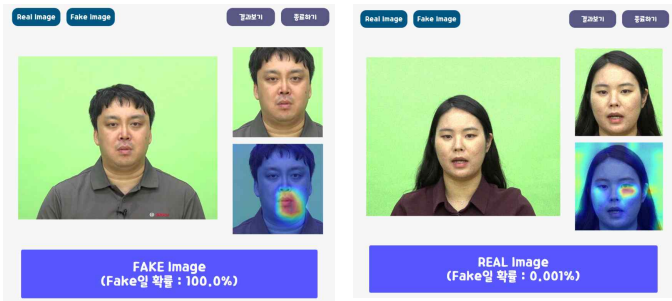 Real Image
Fake Image
결과보기
종료하기
FAKE Image
(Fake일 확률 : 100.0%)
Real Image
Fake Image
결과보기
종료하기
REAL Image
(Fake일 확률 : 0.001%)